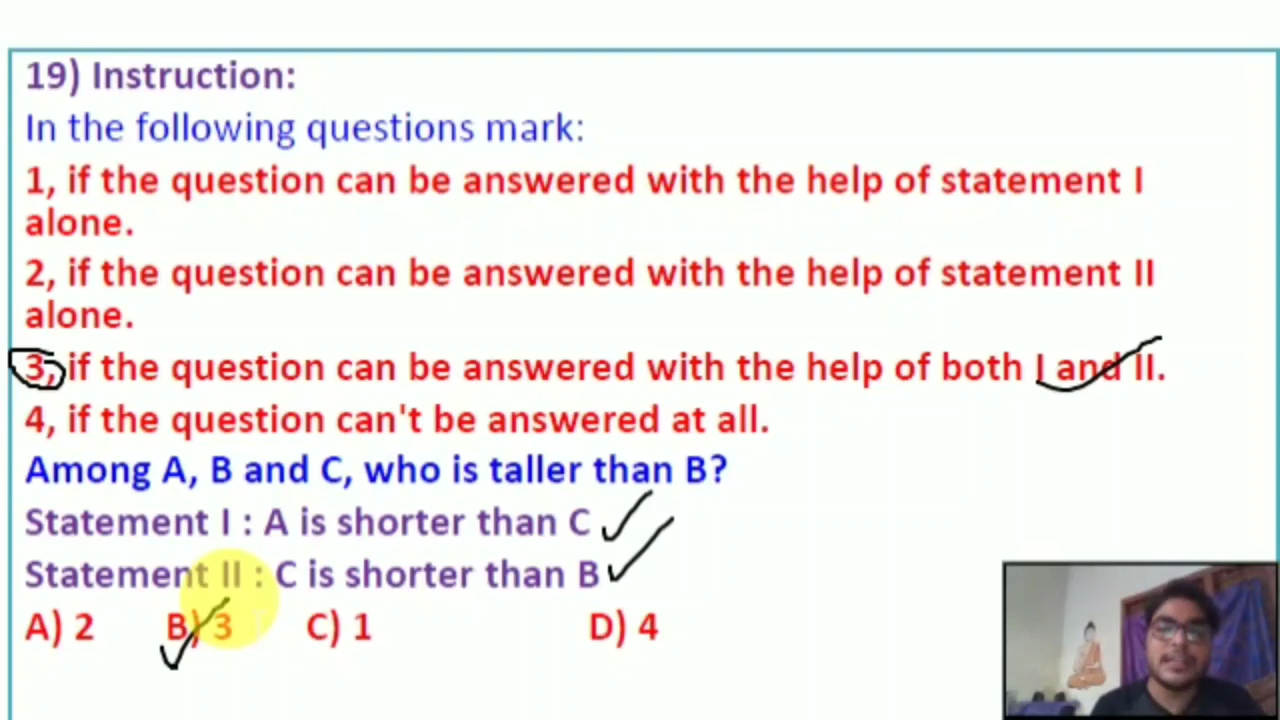 19) Instruction:
In the following questions mark:
1, if the question can be answered with the help of statement I
alone.
2, if the question can be answered with the help of statement II
alone.
3, if the question can be answered with the help of both I and II.
4, if the question can't be answered at all.
Among A, B and C, who is taller than B?
Statement I : A is shorter than C
Statement II : C is shorter than B
A) 2 B) 3 C) 1 D) 4